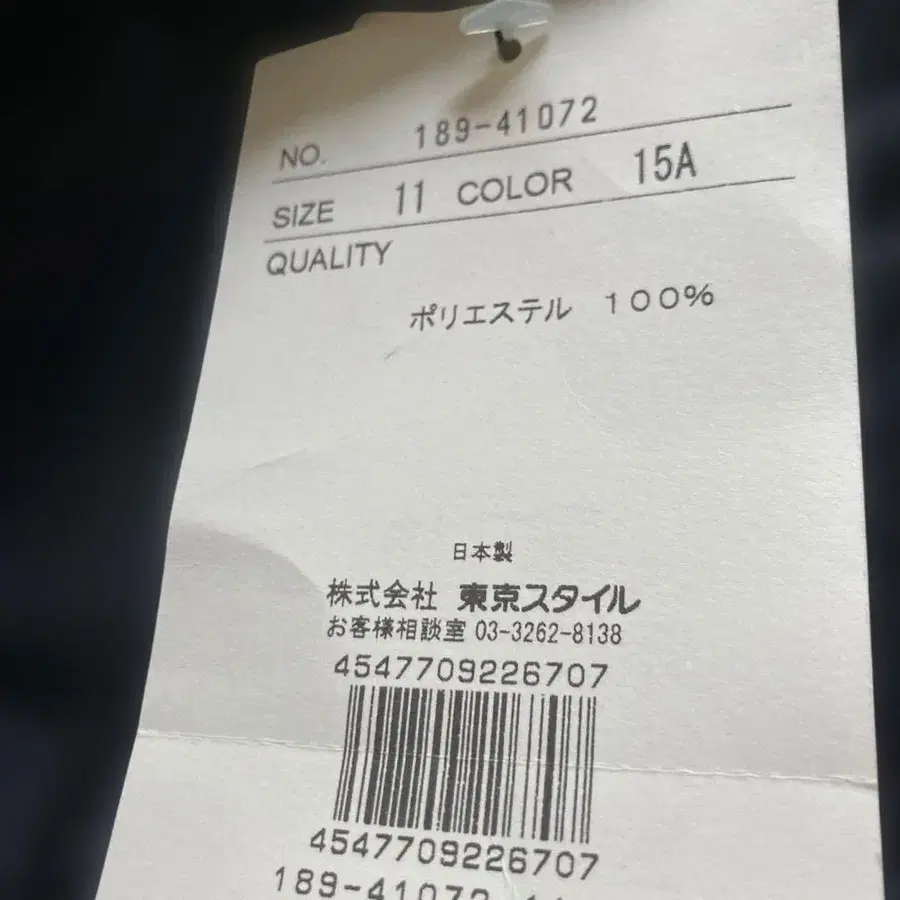 NO. 189-41072
SIZE 11 COLOR 15A
QUALITY
ポリエステル 100%
日本製
株式会社 東京スタイル
お客様相談室 03-3262-8138
4547709226707
4547709226707
189-41072